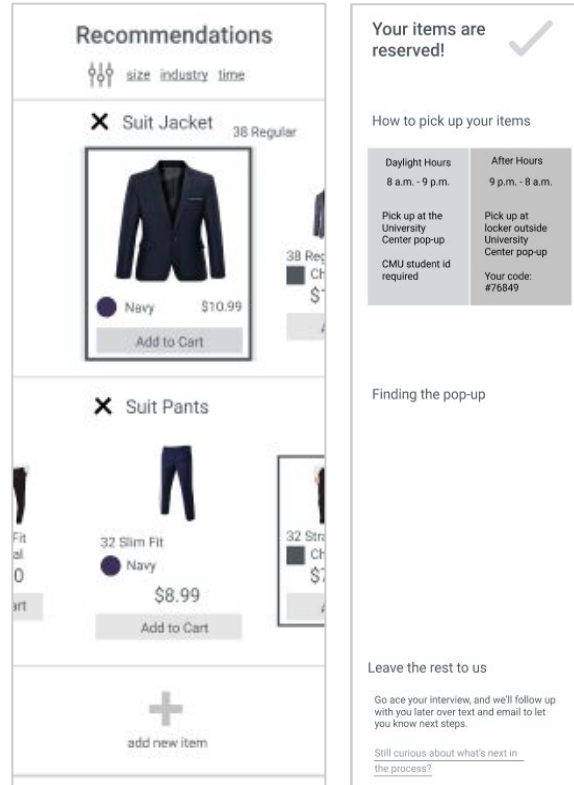 Recommendations
size industry time
Suit Jacket
38 Regular
Navy $10.99
Add to Cart
38 Reg
Suit Pants
Fit
32 Slim Fit
Navy
$8.99
Add to Cart
add new item
Your items are
reserved!
How to pick up your items
Daylight Hours
8 a.m. - 9 p.m.
Pick up at the
University
Center pop-up
CMU student id
required
After Hours
9 p.m. - 8 a.m.
Pick up at
locker outside
University
Center pop-up
Your code:
#76849
Finding the pop-up
Leave the rest to us
Go ace your interview, and we'll follow up
with you later over text and email to let
you know next steps.
Still curious about what's next in
the process?